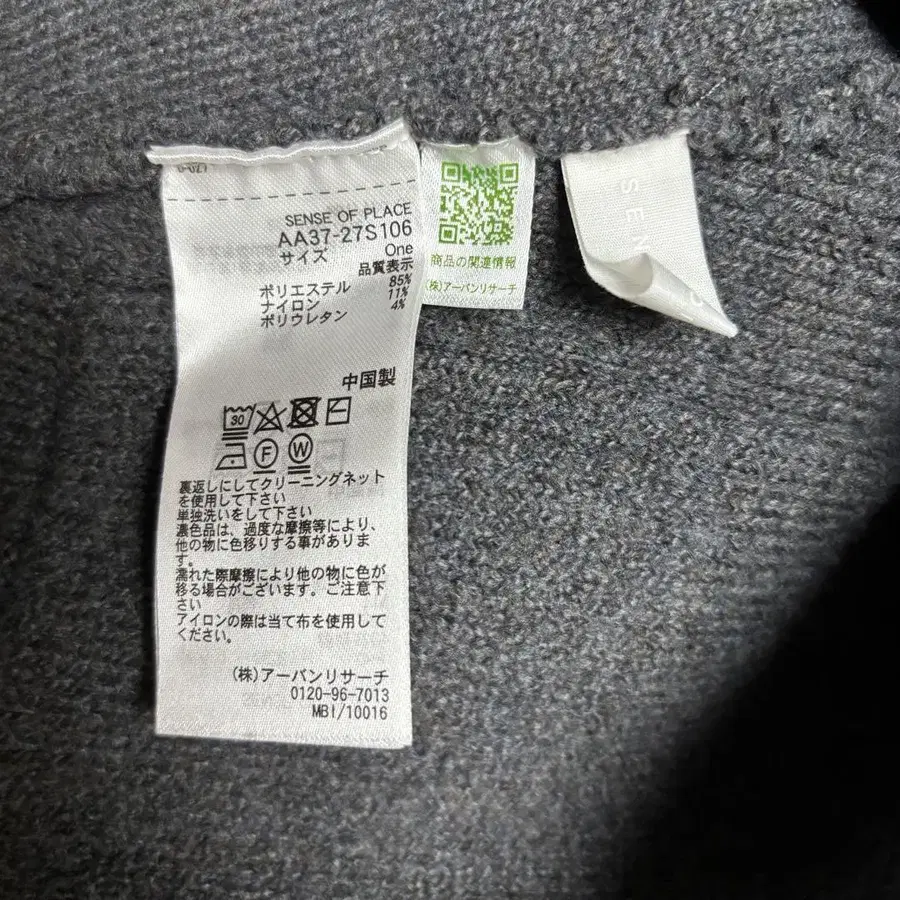 SENSE OF PLACE
AA37-27S106
サイズ One
品質表示
ポリエステル 85%
ナイロン 11%
ポリウレタン 4%
中国製
30
F W
裏返しにしてクリーニングネット
を使用して下さい
単独洗いをして下さい
濃色品は、過度な摩擦等により、
他の物に色移りする事がありま
す。
濡れた際摩擦により他の物に色が
移る場合がございます。ご注意下
さい
アイロンの際は当て布を使用して
ください。
(株)アーバンリサーチ
0120-96-7013
MBI/10016
商品の関連情報
(株)アーバンリサーチ
S E N